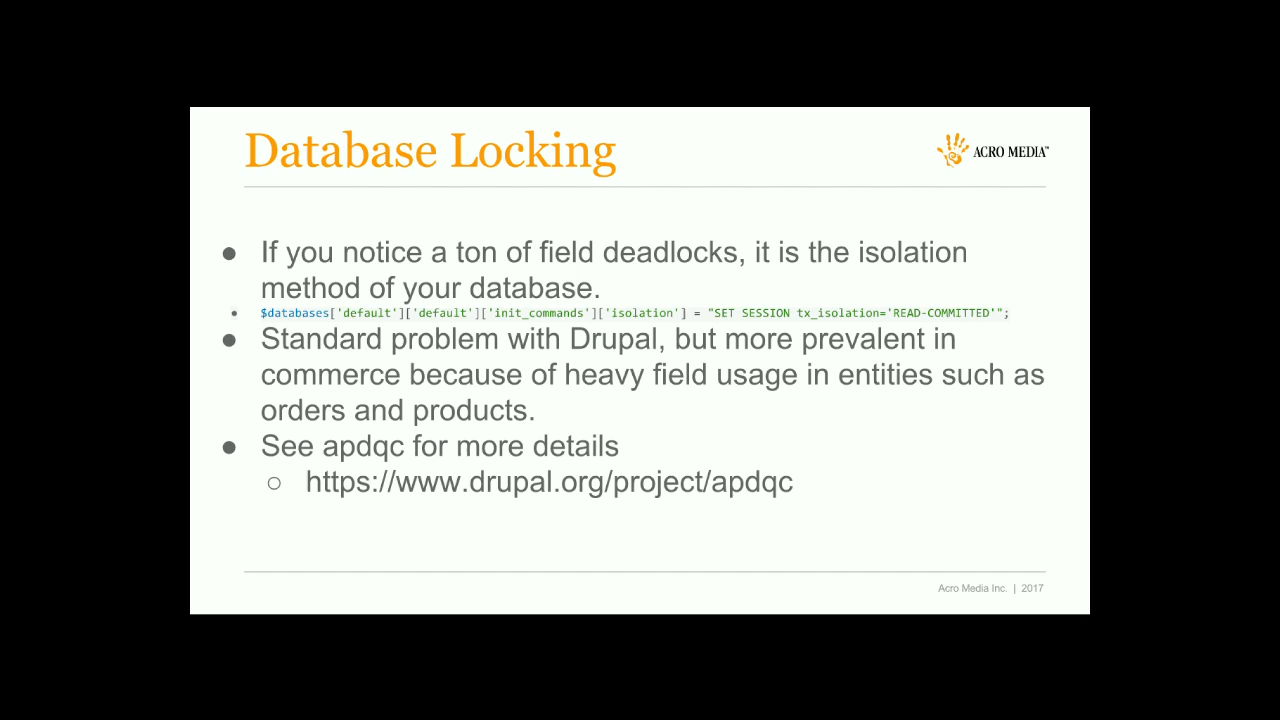 Database Locking
ACRO MEDIA™
● If you notice a ton of field deadlocks, it is the isolation
method of your database.
● $databases['default']['default']['init_commands']['isolation'] = "SET SESSION tx_isolation='READ-COMMITTED'";
● Standard problem with Drupal, but more prevalent in
commerce because of heavy field usage in entities such as
orders and products.
● See apdqc for more details
○ https://www.drupal.org/project/apdqc
Acro Media Inc. | 2017